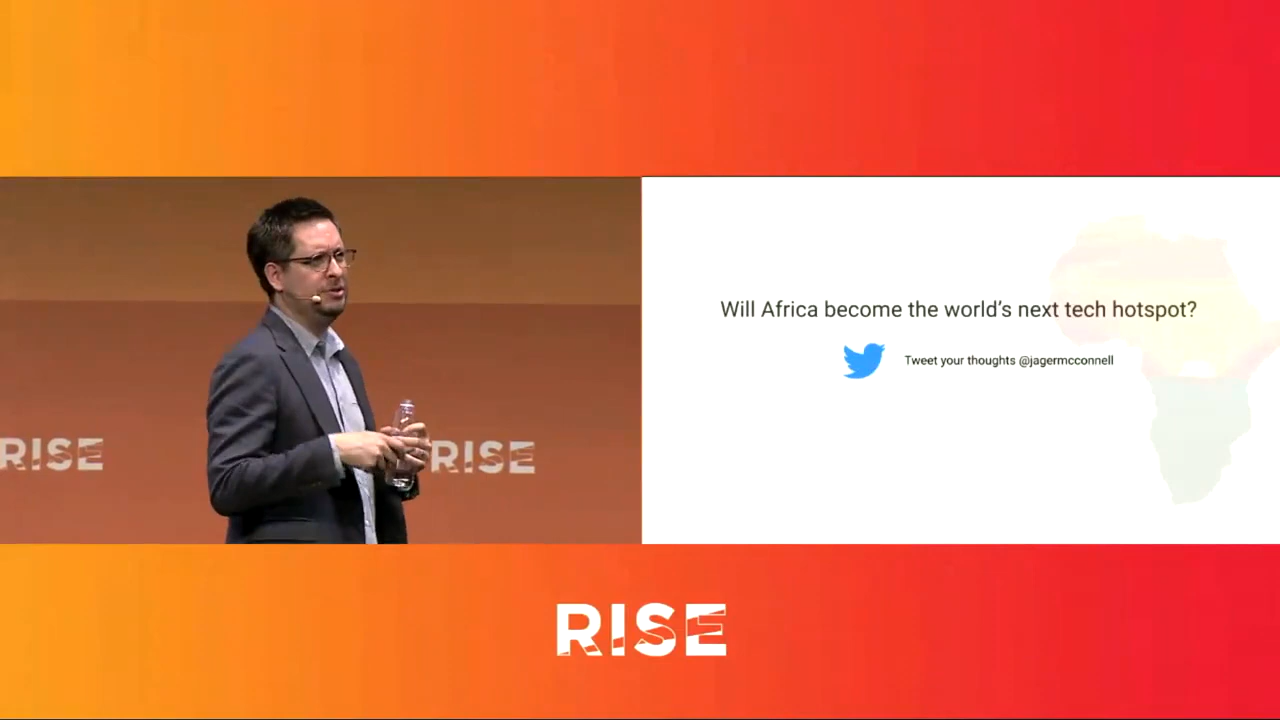 Will Africa become the world's next tech hotspot?
Tweet your thoughts @jagermcconnell
RISE
RISE
RISE